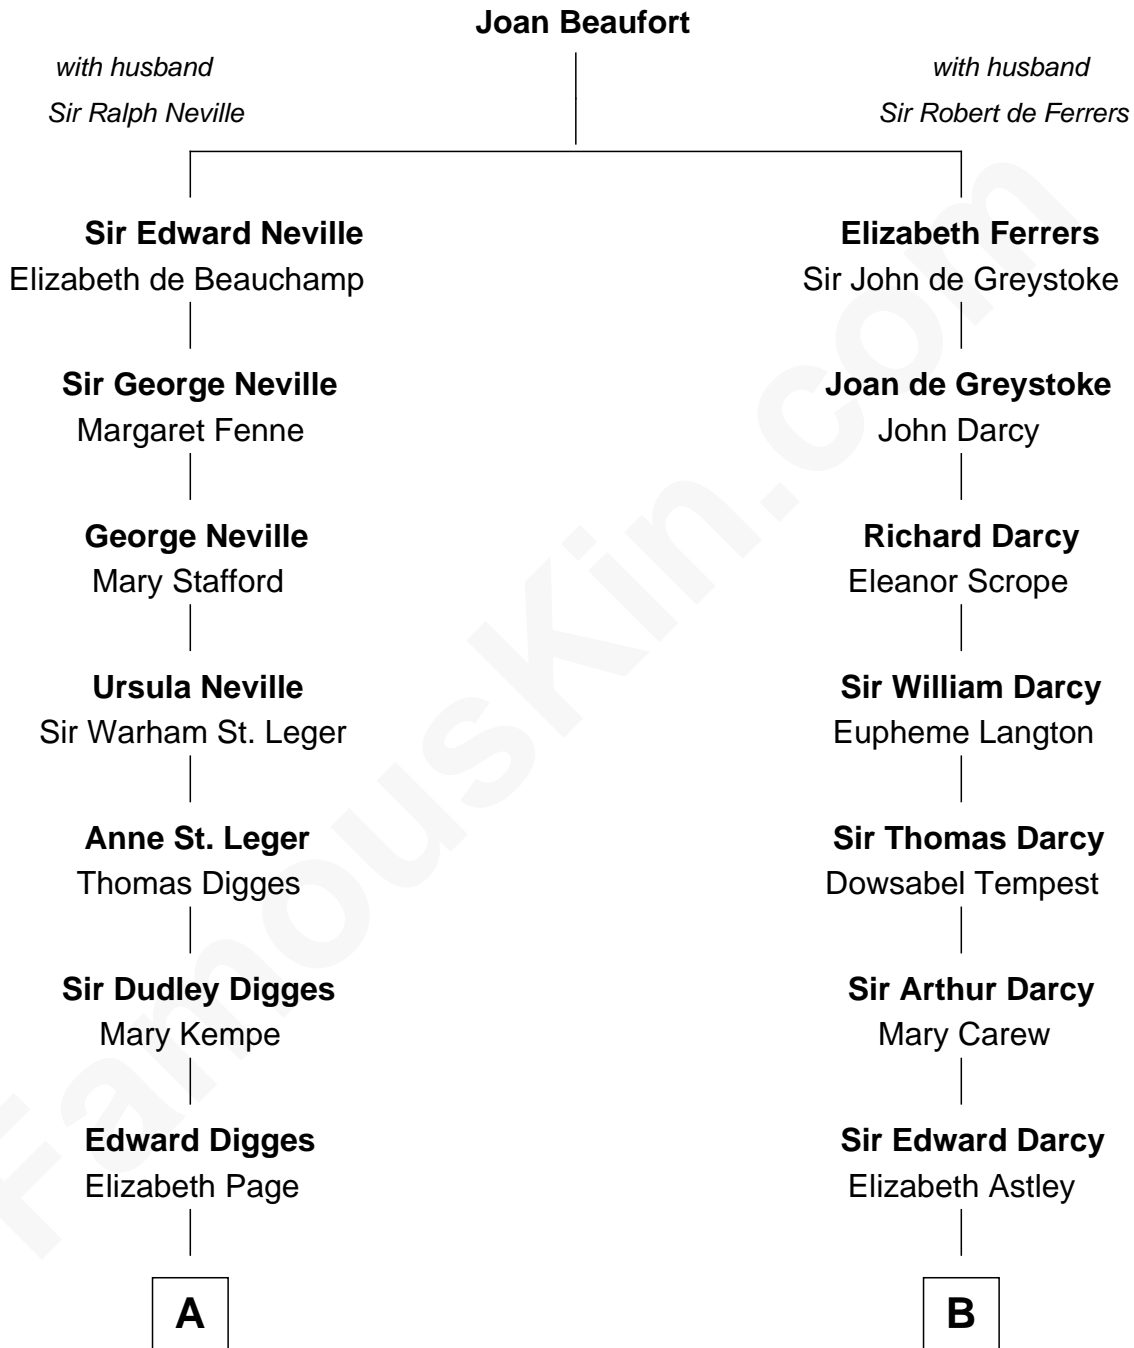 Joan Beaufort
with husband
Sir Ralph Neville
with husband
Sir Robert de Ferrers
Sir Edward Neville
Elizabeth de Beauchamp
Elizabeth Ferrers
Sir John de Greystoke
Sir George Neville
Margaret Fenne
Joan de Greystoke
John Darcy
George Neville
Mary Stafford
Richard Darcy
Eleanor Scrope
Ursula Neville
Sir Warham St. Leger
Sir William Darcy
Eupheme Langton
Anne St. Leger
Thomas Digges
Sir Thomas Darcy
Dowsabel Tempest
Sir Dudley Digges
Mary Kempe
Sir Arthur Darcy
Mary Carew
Edward Digges
Elizabeth Page
Sir Edward Darcy
Elizabeth Astley
A
B
FamousKin.com